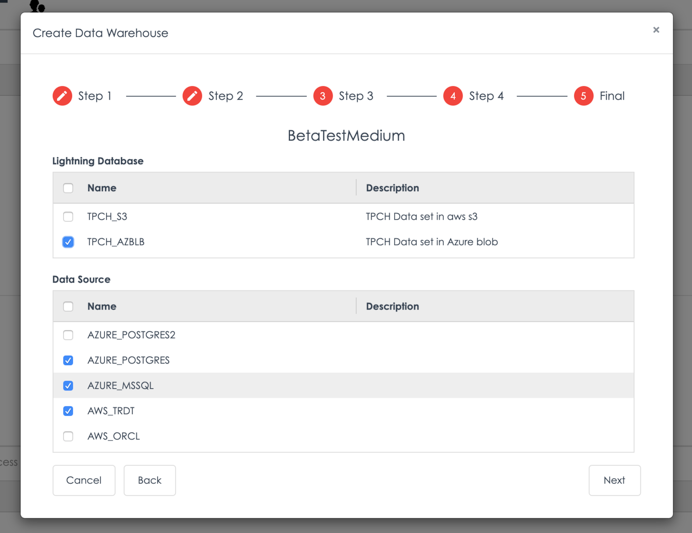 Create Data Warehouse
×
Step 1
Step 2
3 Step 3
4 Step 4
5 Final
BetaTestMedium
Lightning Database
Name Description
TPCH_S3 TPCH Data set in aws s3
TPCH_AZBLB TPCH Data set in Azure blob
Data Source
Name Description
AZURE_POSTGRES2
AZURE_POSTGRES
AZURE_MSSQL
AWS_TRDT
AWS_ORCL
Cancel Back Next